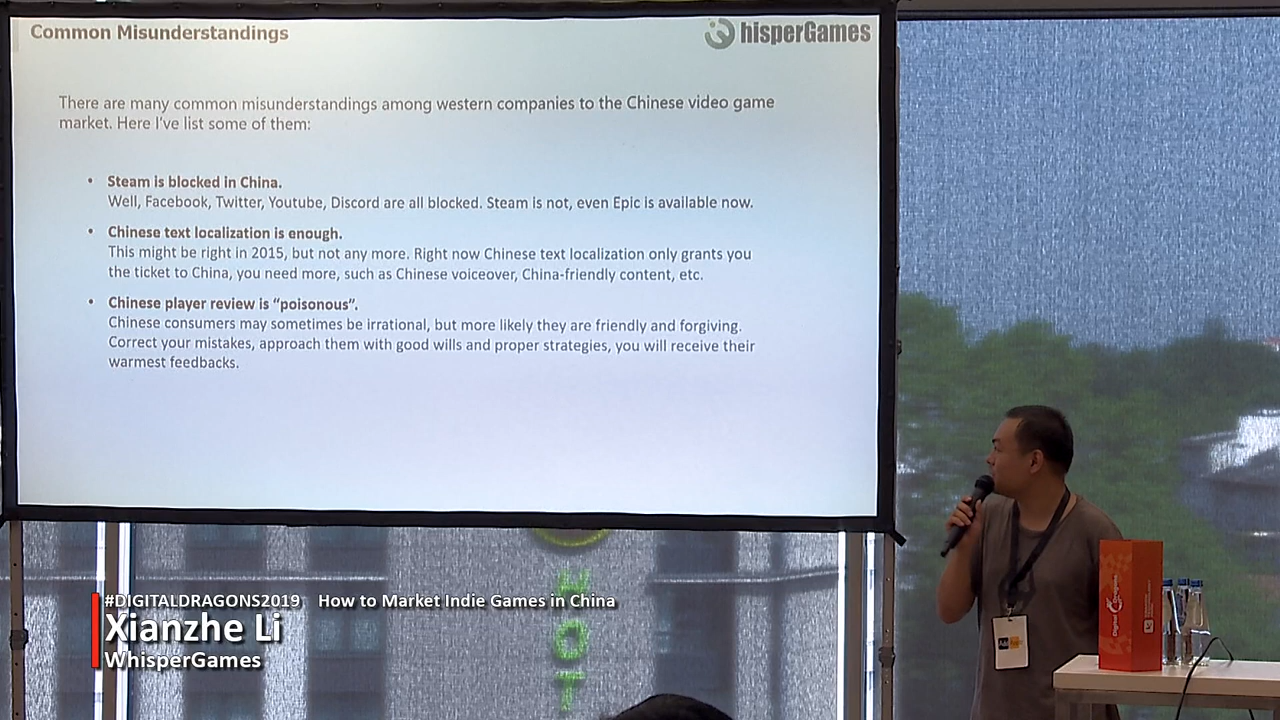 Common Misunderstandings
hisperGames
There are many common misunderstandings among western companies to the Chinese video game
market. Here I've list some of them:
• Steam is blocked in China.
Well, Facebook, Twitter, Youtube, Discord are all blocked. Steam is not, even Epic is available now.
• Chinese text localization is enough.
This might be right in 2015, but not any more. Right now Chinese text localization only grants you
the ticket to China, you need more, such as Chinese voiceover, China-friendly content, etc.
• Chinese player review is "poisonous".
Chinese consumers may sometimes be irrational, but more likely they are friendly and forgiving.
Correct your mistakes, approach them with good wills and proper strategies, you will receive their
warmest feedbacks.
HOT
Digital Dragons
#DIGITALDRAGONS2019 How to Market Indie Games in China
Xianzhe Li
WhisperGames